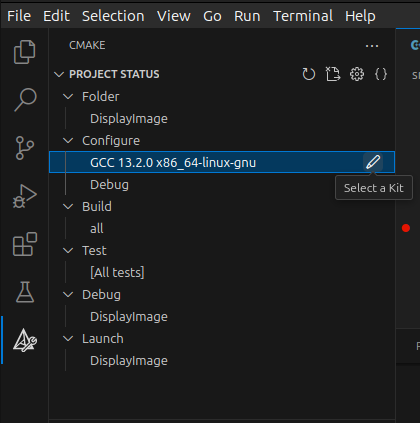 File Edit Selection View Go Run Terminal Help
CMAKE
PROJECT STATUS
Folder
DisplayImage
Configure
GCC 13.2.0 x86_64-linux-gnu
Select a Kit
Debug
Build
all
Test
[All tests]
Debug
DisplayImage
Launch
DisplayImage